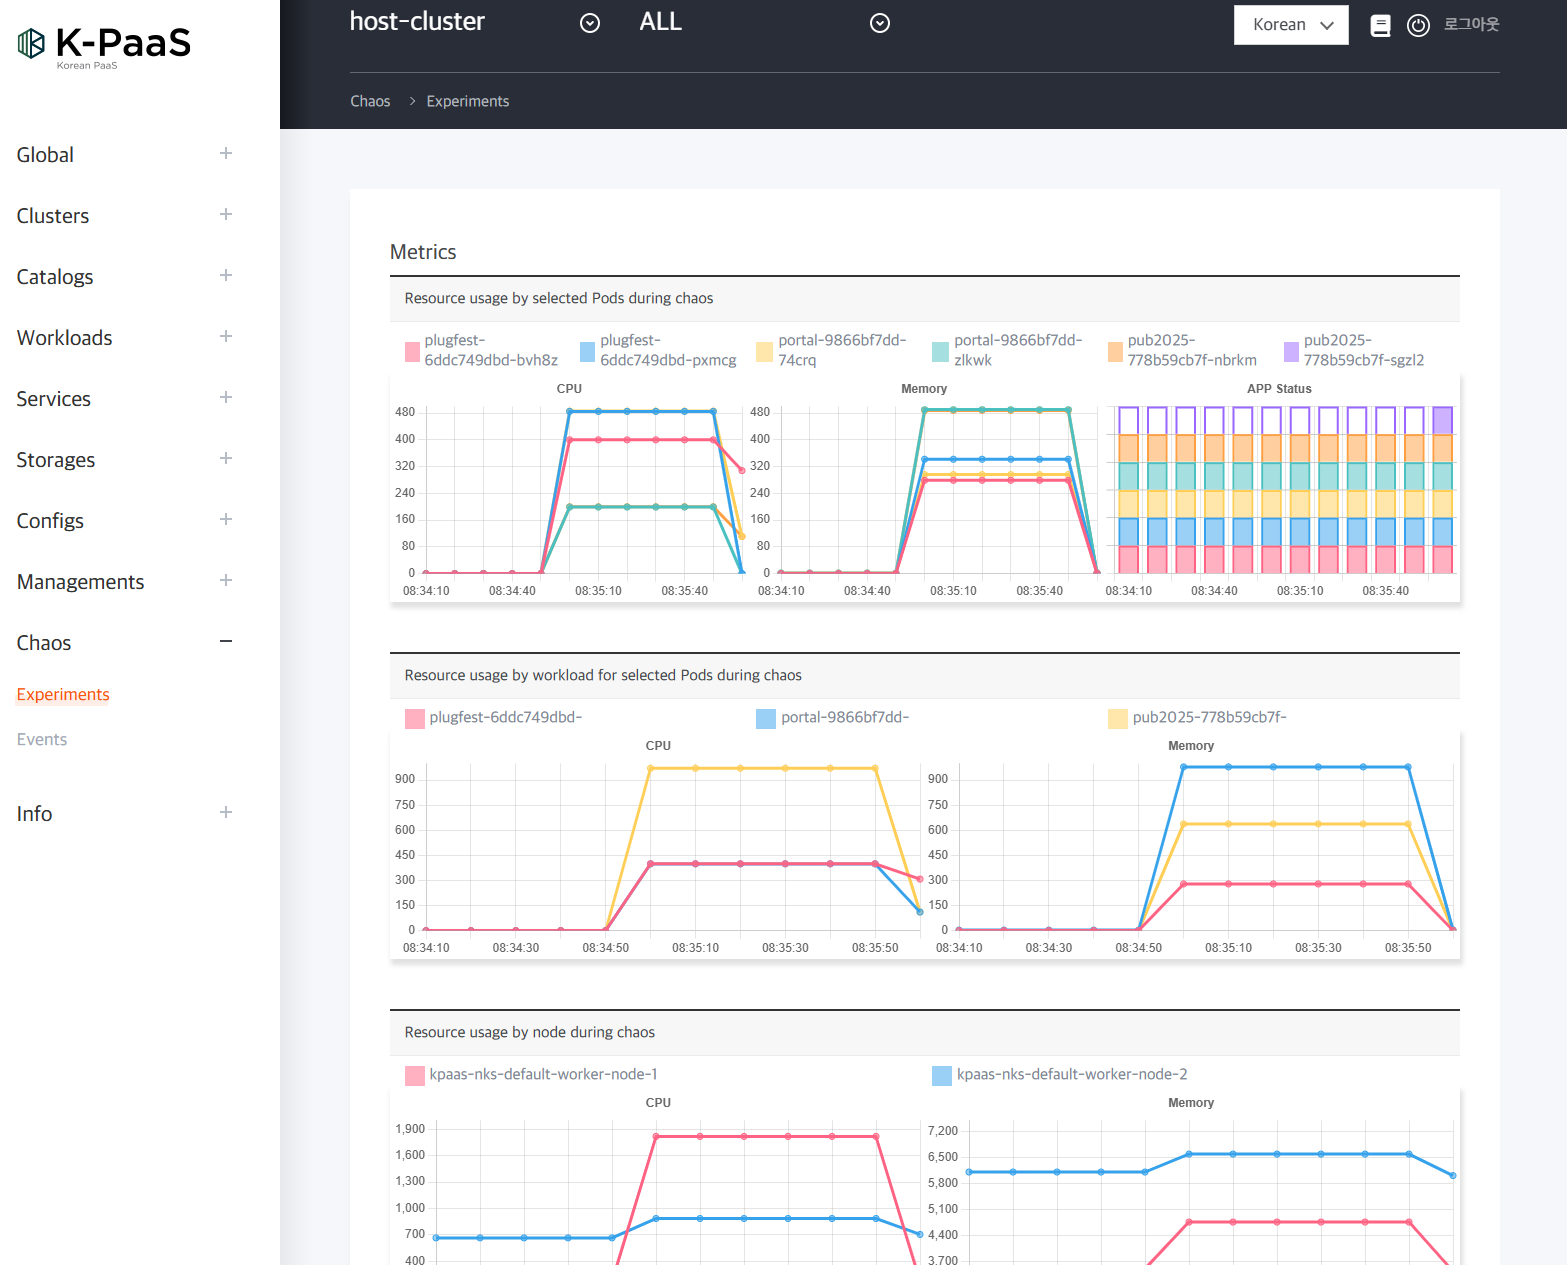 K-PaaS
Korean PaaS
host-cluster
ALL
Korean
로그아웃
Chaos > Experiments
Global
Clusters
Catalogs
Workloads
Services
Storages
Configs
Managements
Chaos
Experiments
Events
Info
Metrics
Resource usage by selected Pods during chaos
plugfest-6ddc749dbd-bvh8z
plugfest-6ddc749dbd-pxmcg
portal-9866bf7dd-74crq
portal-9866bf7dd-zlkwk
pub2025-778b59cb7f-nbrkm
pub2025-778b59cb7f-sgzl2
CPU
480
400
320
240
160
80
0
08:34:10 08:34:40 08:35:10 08:35:40
Memory
480
400
320
240
160
80
0
08:34:10 08:34:40 08:35:10 08:35:40
APP Status
08:34:10 08:34:40 08:35:10 08:35:40
Resource usage by workload for selected Pods during chaos
plugfest-6ddc749dbd-
portal-9866bf7dd-
pub2025-778b59cb7f-
CPU
900
750
600
450
300
150
0
08:34:10 08:34:30 08:34:50 08:35:10 08:35:30 08:35:50
Memory
900
750
600
450
300
150
0
08:34:10 08:34:30 08:34:50 08:35:10 08:35:30 08:35:50
Resource usage by node during chaos
kpaas-nks-default-worker-node-1
kpaas-nks-default-worker-node-2
CPU
1,900
1,600
1,300
1,000
700
400
Memory
7,200
6,500
5,800
5,100
4,400
3,700